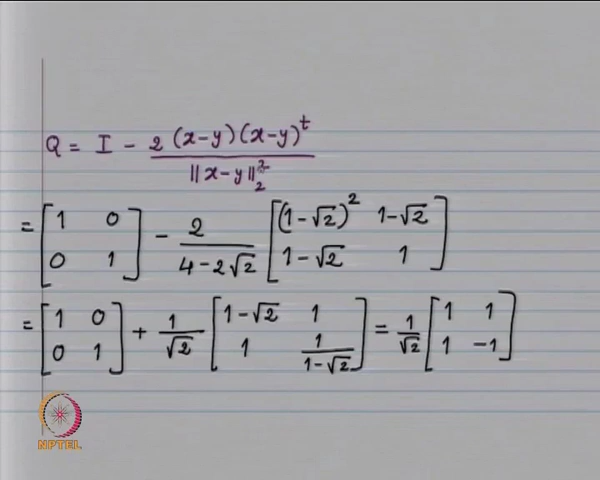 Q = I - 2 (x-y)(x-y)^t / ||x-y||_2^2
= [1 0; 0 1] - 2/(4-2√2) [(1-√2)^2 1-√2; 1-√2 1]
= [1 0; 0 1] + 1/√2 [1-√2 1; 1 1/(1-√2)] = 1/√2 [1 1; 1 -1]
NPTEL